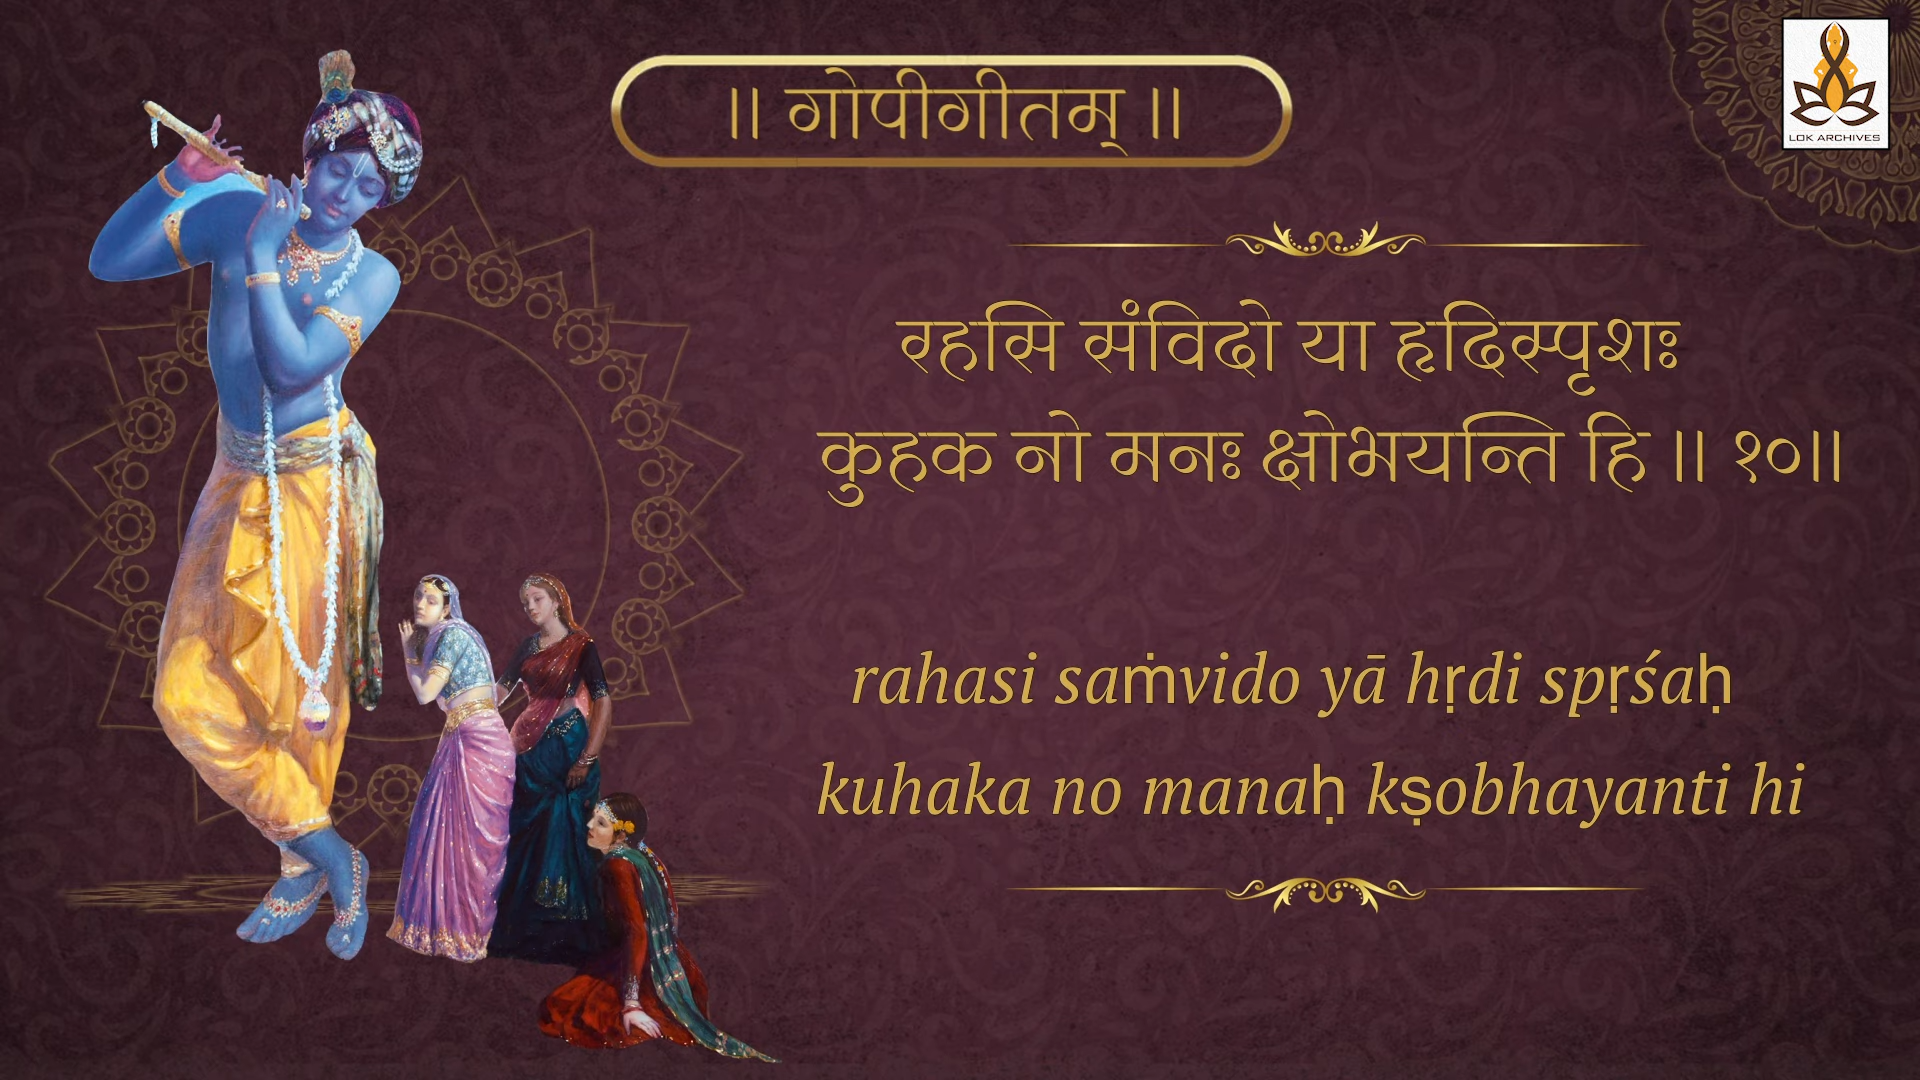 ॥ गोपीगीतम् ॥
LOK ARCHIVES
रहसि संविदो या हृदिस्पृशः
कुहक नो मनः क्षोभयन्ति हि ॥ १०॥
rahasi saṁvido yā hṛdi spṛśaḥ
kuhaka no manaḥ kṣobhayanti hi